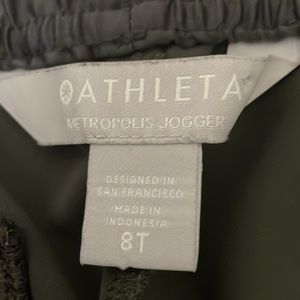 ATHLETA
METROPOLIS JOGGER
DESIGNED IN
SAN FRANCISCO
MADE IN
INDONESIA
8T